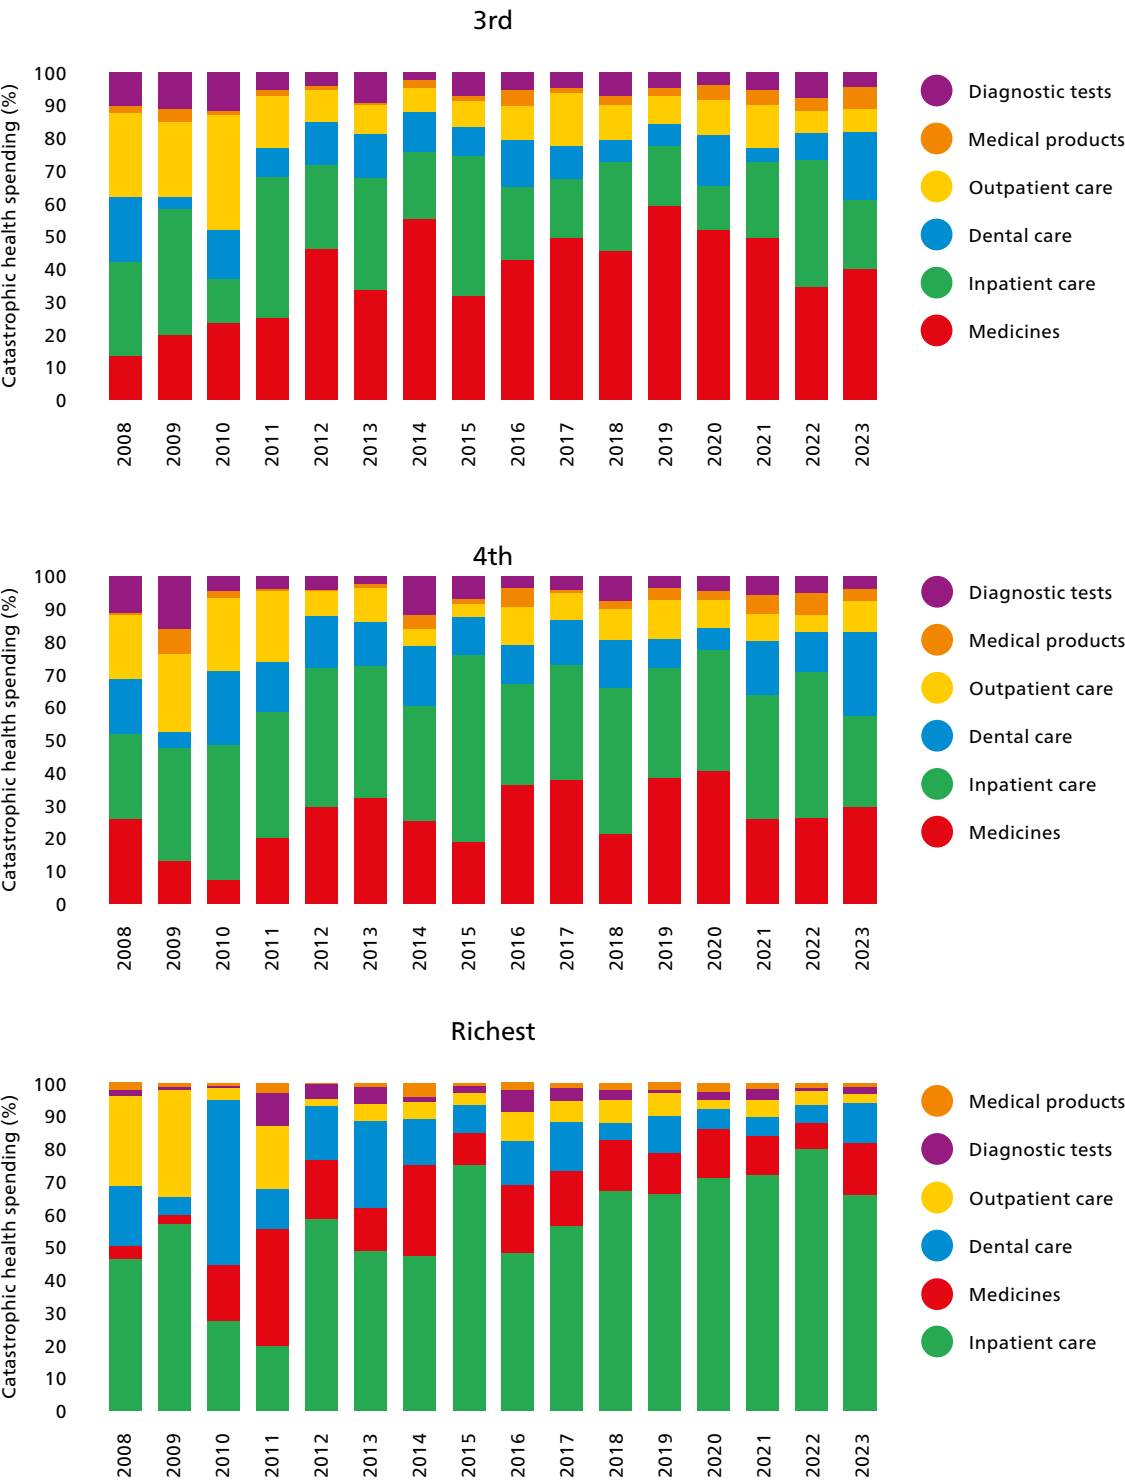 3rd
Catastrophic health spending (%)
100
90
80
70
60
50
40
30
20
10
0
2008 2009 2010 2011 2012 2013 2014 2015 2016 2017 2018 2019 2020 2021 2022 2023
Diagnostic tests
Medical products
Outpatient care
Dental care
Inpatient care
Medicines
4th
Catastrophic health spending (%)
100
90
80
70
60
50
40
30
20
10
0
2008 2009 2010 2011 2012 2013 2014 2015 2016 2017 2018 2019 2020 2021 2022 2023
Diagnostic tests
Medical products
Outpatient care
Dental care
Inpatient care
Medicines
Richest
Catastrophic health spending (%)
100
90
80
70
60
50
40
30
20
10
0
2008 2009 2010 2011 2012 2013 2014 2015 2016 2017 2018 2019 2020 2021 2022 2023
Medical products
Diagnostic tests
Outpatient care
Dental care
Medicines
Inpatient care